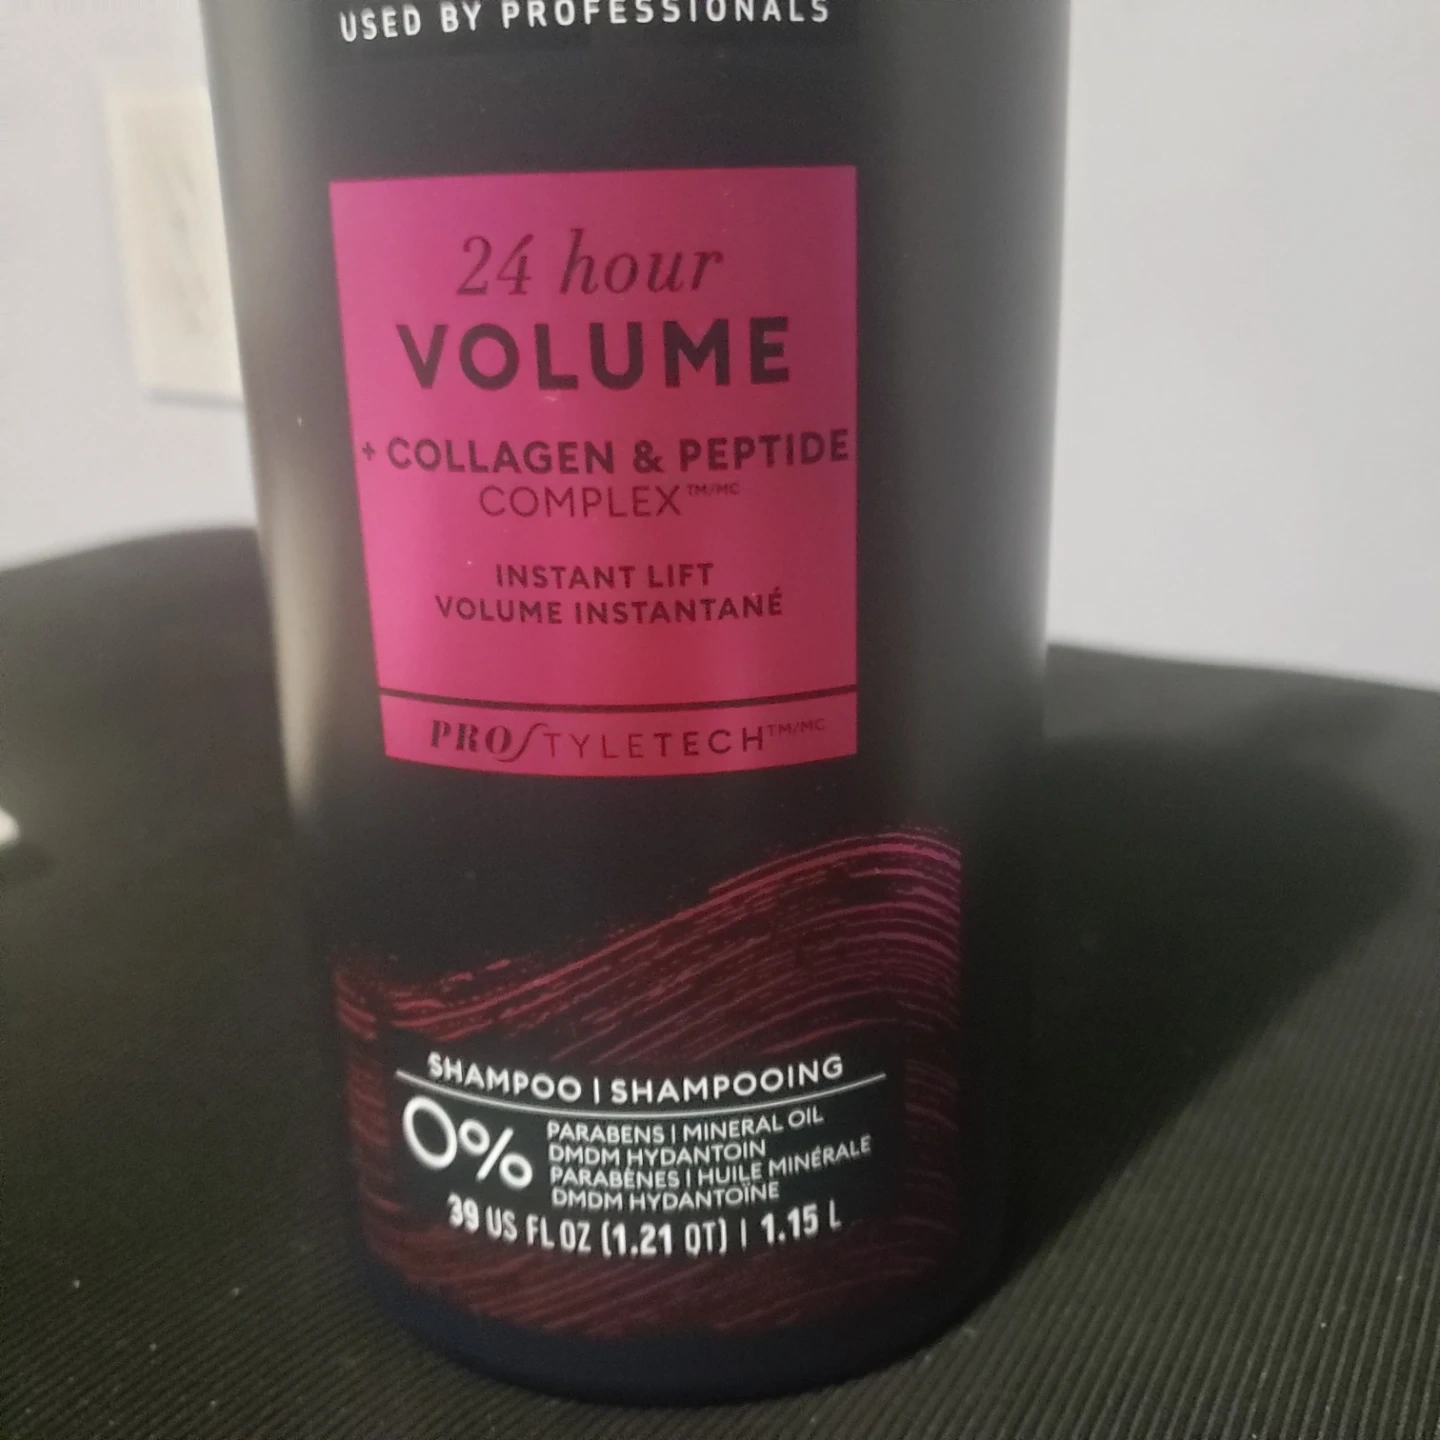 USED BY PROFESSIONALS
24 hour
VOLUME
+ COLLAGEN & PEPTIDE
COMPLEX™/MC
INSTANT LIFT
VOLUME INSTANTANÉ
PROSTYLETECH™/MC
SHAMPOO | SHAMPOOING
0% PARABENS | MINERAL OIL
DMDM HYDANTOIN
PARABÈNES | HUILE MINÉRALE
DMDM HYDANTOÏNE
39 US FL OZ (1.21 QT) | 1.15 L